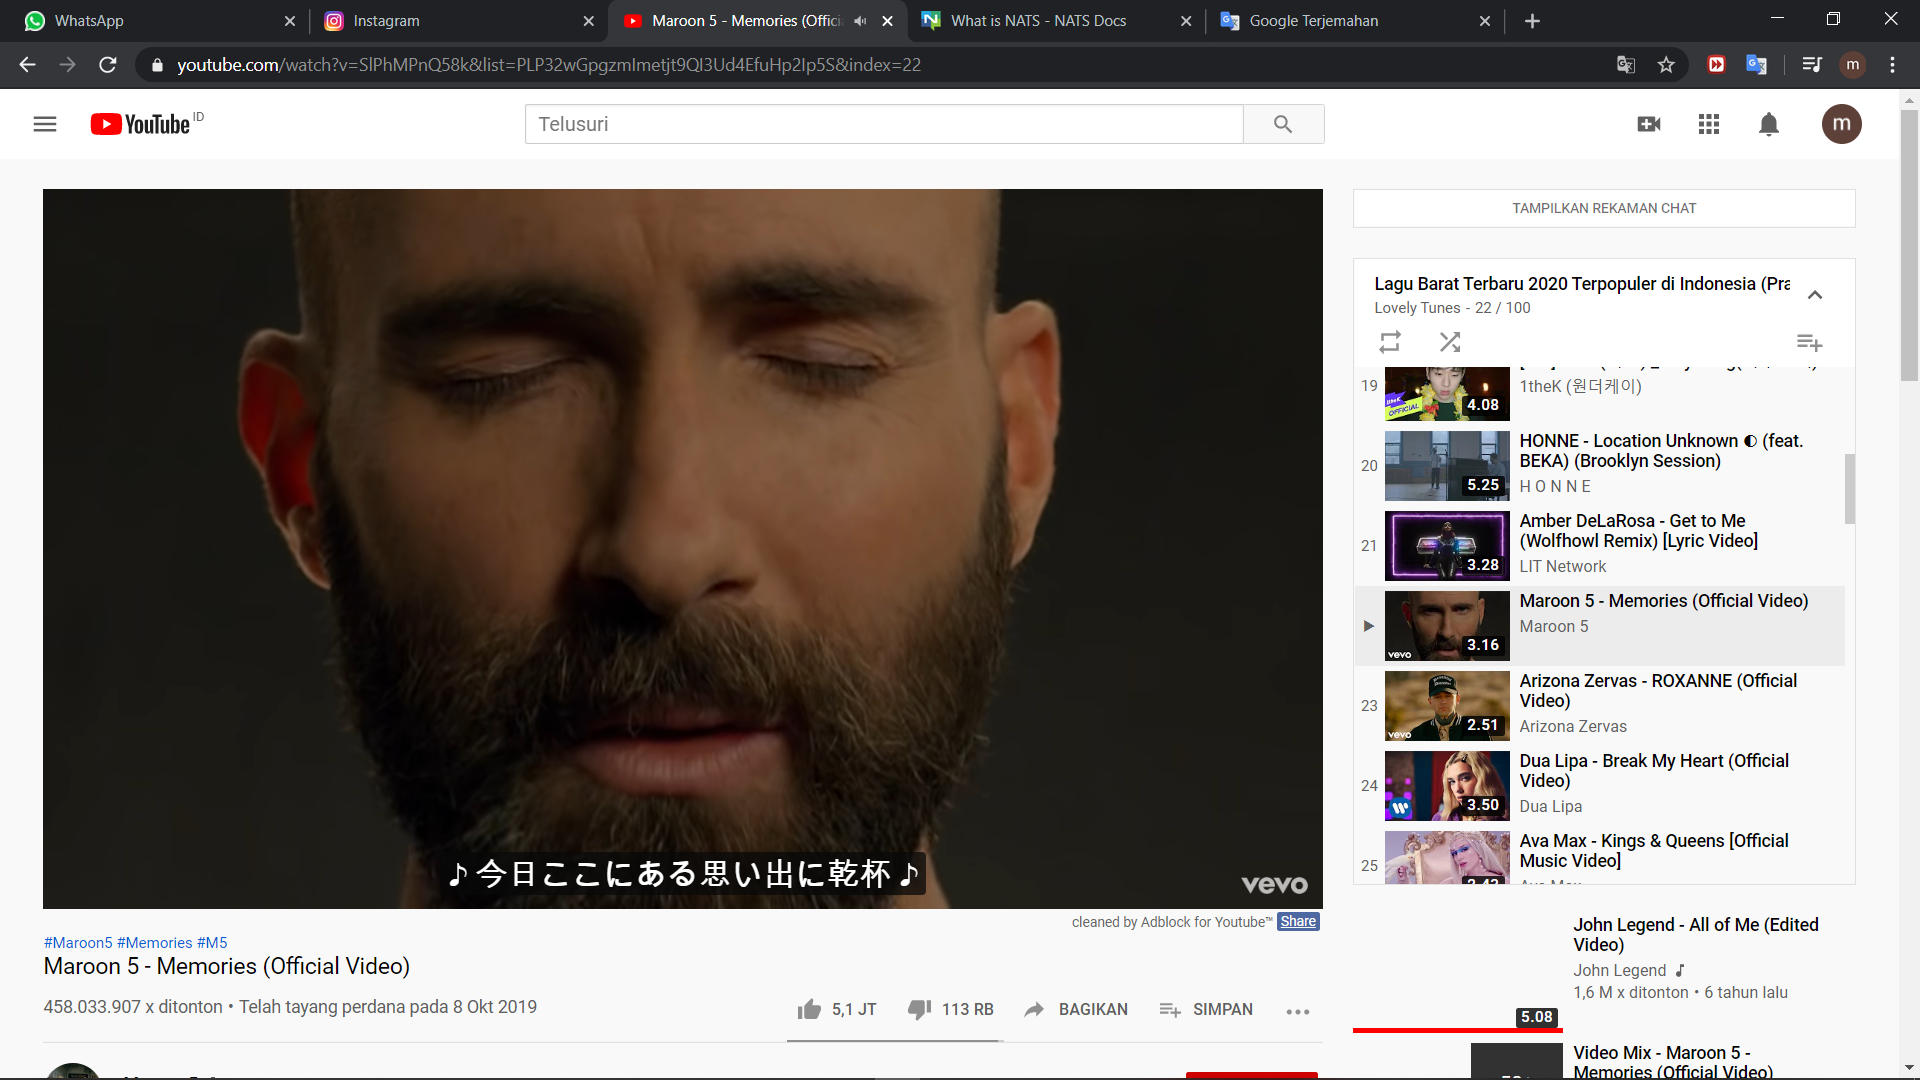 WhatsApp
Instagram
Maroon 5 - Memories (Offici
What is NATS - NATS Docs
Google Terjemahan
youtube.com/watch?v=SlPhMPnQ58k&list=PLP32wGpgzmImetjt9QI3Ud4EfuHp2Ip5S&index=22
m
YouTube ID
Telusuri
m
♪ 今日ここにある思い出に乾杯 ♪
vevo
cleaned by Adblock for Youtube™ Share
#Maroon5 #Memories #M5
Maroon 5 - Memories (Official Video)
458.033.907 x ditonton • Telah tayang perdana pada 8 Okt 2019
5,1 JT
113 RB
BAGIKAN
SIMPAN
TAMPILKAN REKAMAN CHAT
Lagu Barat Terbaru 2020 Terpopuler di Indonesia (Pra
Lovely Tunes - 22 / 100
19
OFFICIAL
4.08
1theK (원더케이)
20
5.25
HONNE - Location Unknown ◐ (feat.
BEKA) (Brooklyn Session)
H O N N E
21
3.28
Amber DeLaRosa - Get to Me
(Wolfhowl Remix) [Lyric Video]
LIT Network
vevo
3.16
Maroon 5 - Memories (Official Video)
Maroon 5
23
vevo
2.51
Arizona Zervas - ROXANNE (Official
Video)
Arizona Zervas
24
3.50
Dua Lipa - Break My Heart (Official
Video)
Dua Lipa
25
Ava Max - Kings & Queens [Official
Music Video]
Ava Max
5.08
John Legend - All of Me (Edited
Video)
John Legend ♪
1,6 M x ditonton • 6 tahun lalu
Video Mix - Maroon 5 -
Memories (Official Video)